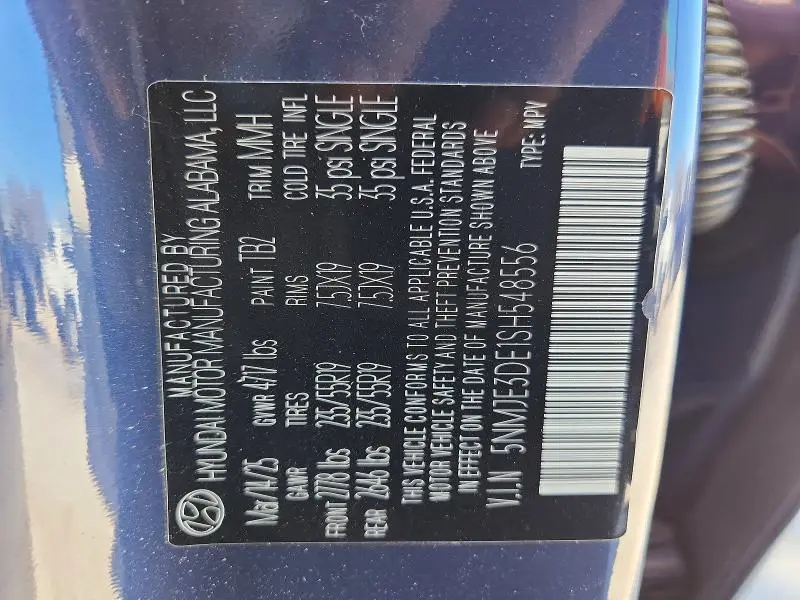 MANUFACTURED BY
HYUNDAI MOTOR MANUFACTURING ALABAMA, LLC
Mar/14/25 GVWR 4717 lbs PAINT TB2 TRIM MMH
GAWR TIRES RIMS COLD TIRE INFL
FRONT 2778 lbs 235/55R19 7.5JX19 35 psi SINGLE
REAR 2646 lbs 235/55R19 7.5JX19 35 psi SINGLE
THIS VEHICLE CONFORMS TO ALL APPLICABLE U.S.A. FEDERAL
MOTOR VEHICLE SAFETY AND THEFT PREVENTION STANDARDS
IN EFFECT ON THE DATE OF MANUFACTURE SHOWN ABOVE
V.I.N 5NMJE3DE1SH548556 TYPE: MPV